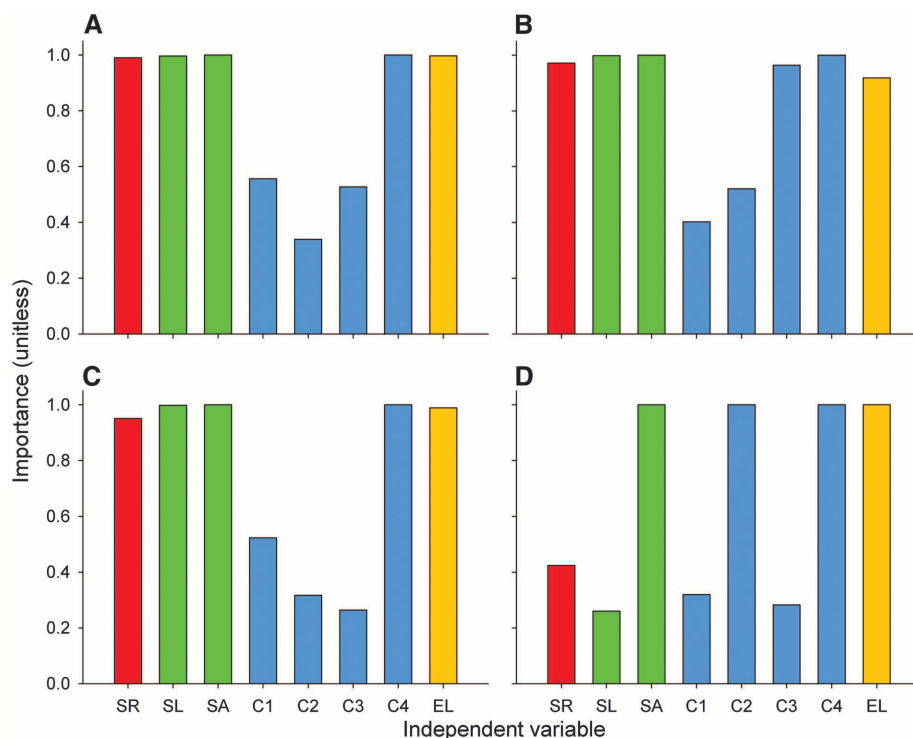 A
B
1.0
0.8
0.6
0.4
0.2
0.0
C
D
1.0
0.8
0.6
0.4
0.2
0.0
Importance (unitless)
SR SL SA C1 C2 C3 C4 EL
SR SL SA C1 C2 C3 C4 EL
Independent variable